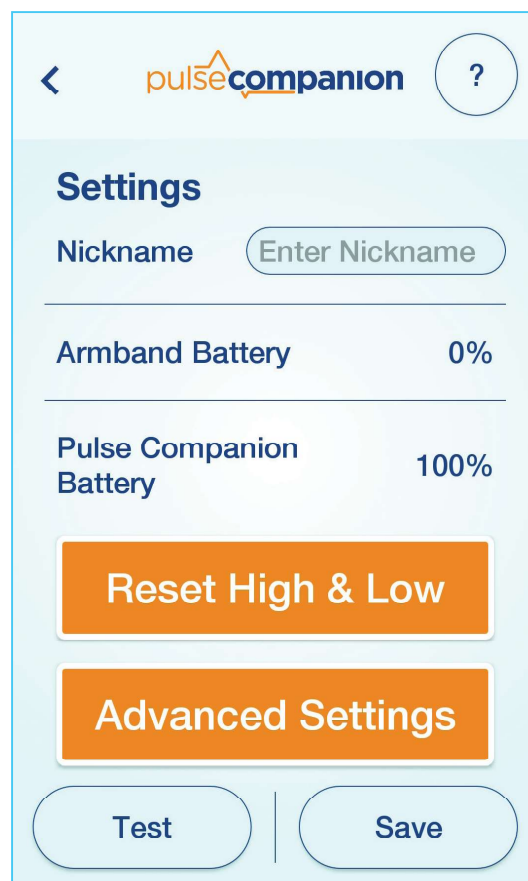 pulsecompanion
?
Settings
Nickname Enter Nickname
Armband Battery 0%
Pulse Companion
Battery
100%
Reset High & Low
Advanced Settings
Test Save